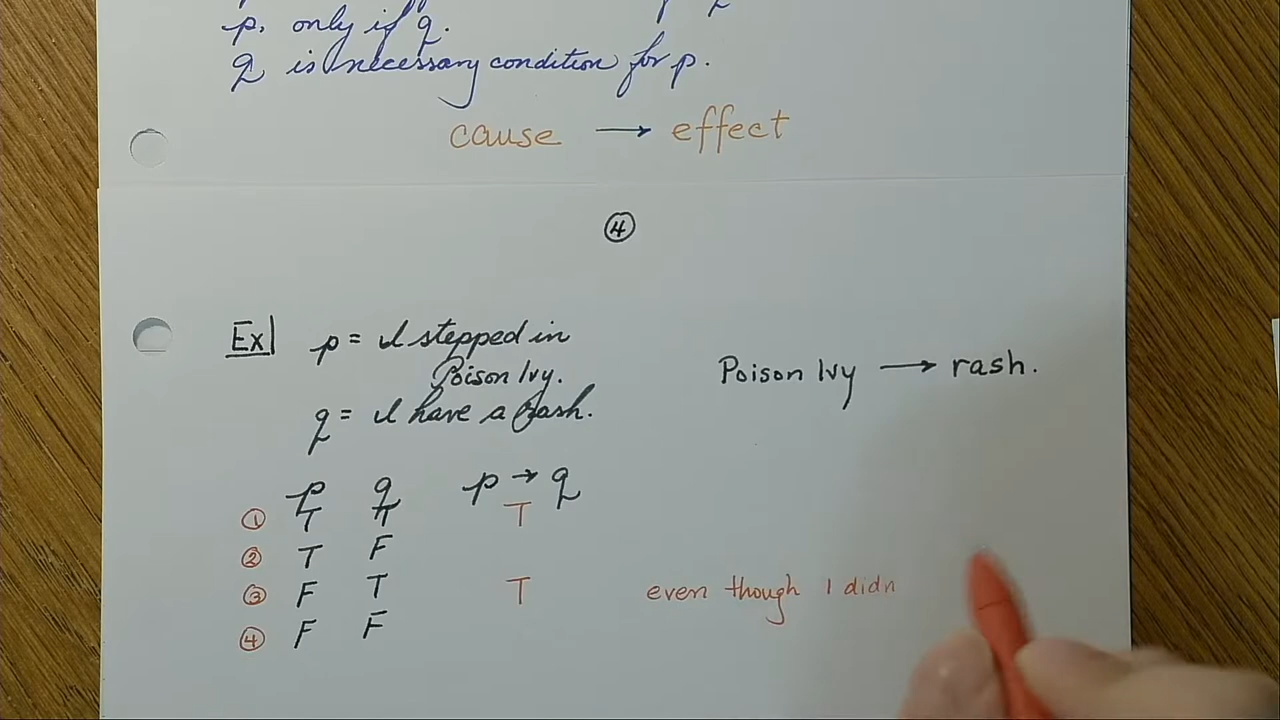 p, only if q.
q is necessary condition for p.
cause → effect
④
Ex p = I stepped in
Poison Ivy.
q = I have a Rash.
Poison Ivy → rash.
p q p → q
① T T T
② T F
③ F T T even though I didn
④ F F